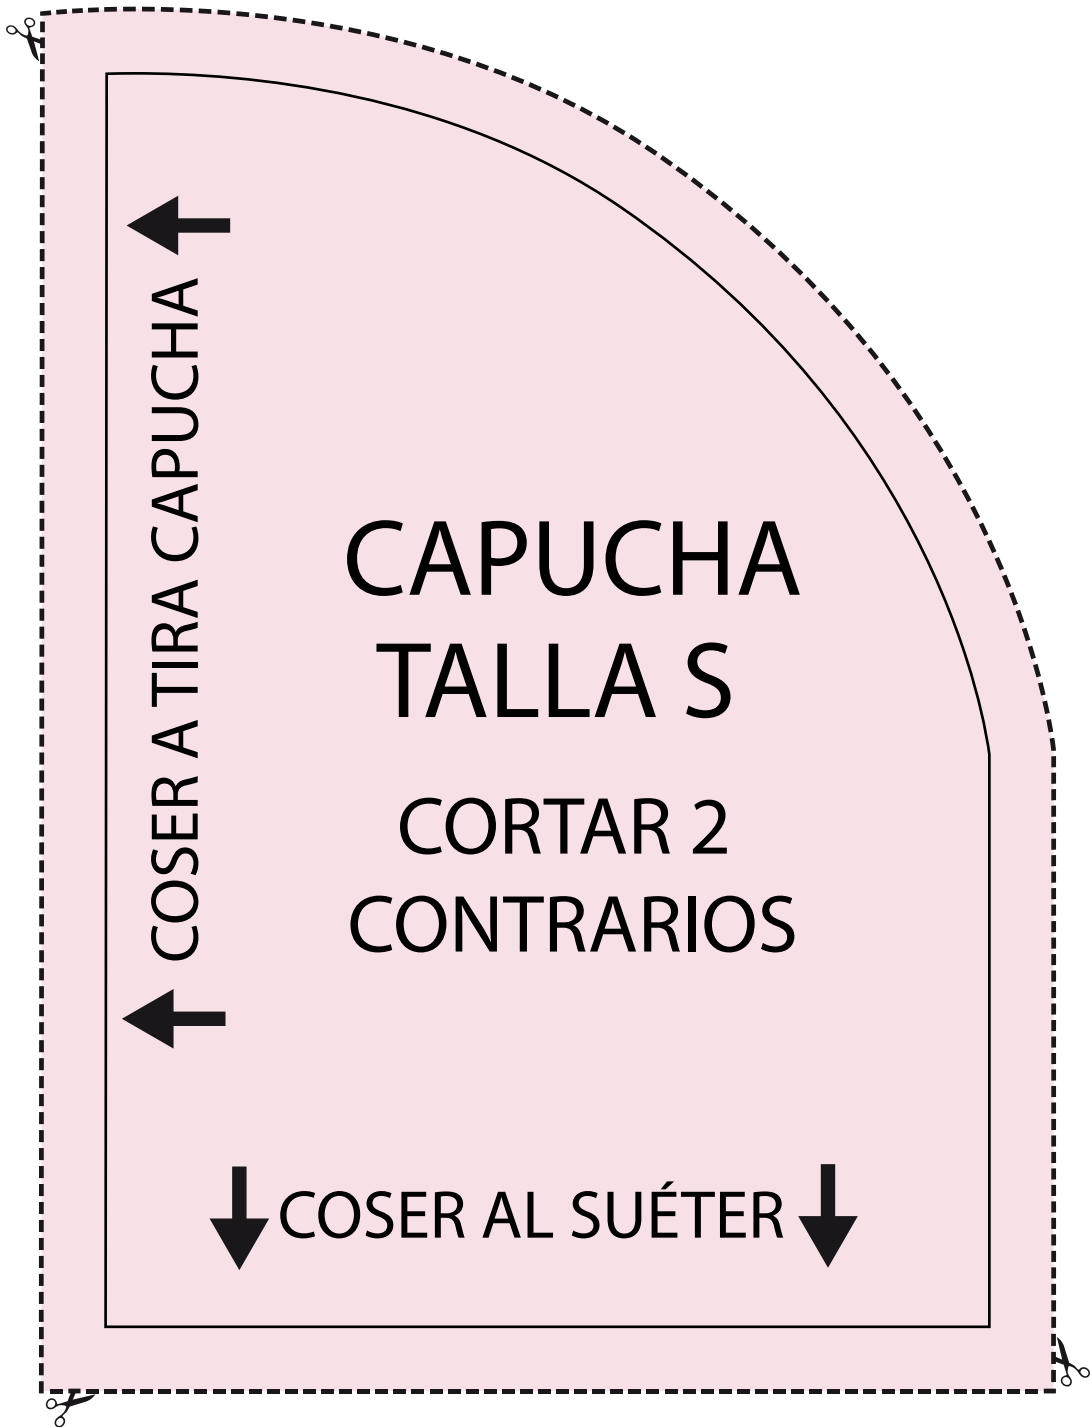 COSER A TIRA CAPUCHA
CAPUCHA
TALLA S
CORTAR 2
CONTRARIOS
COSER AL SUÉTER